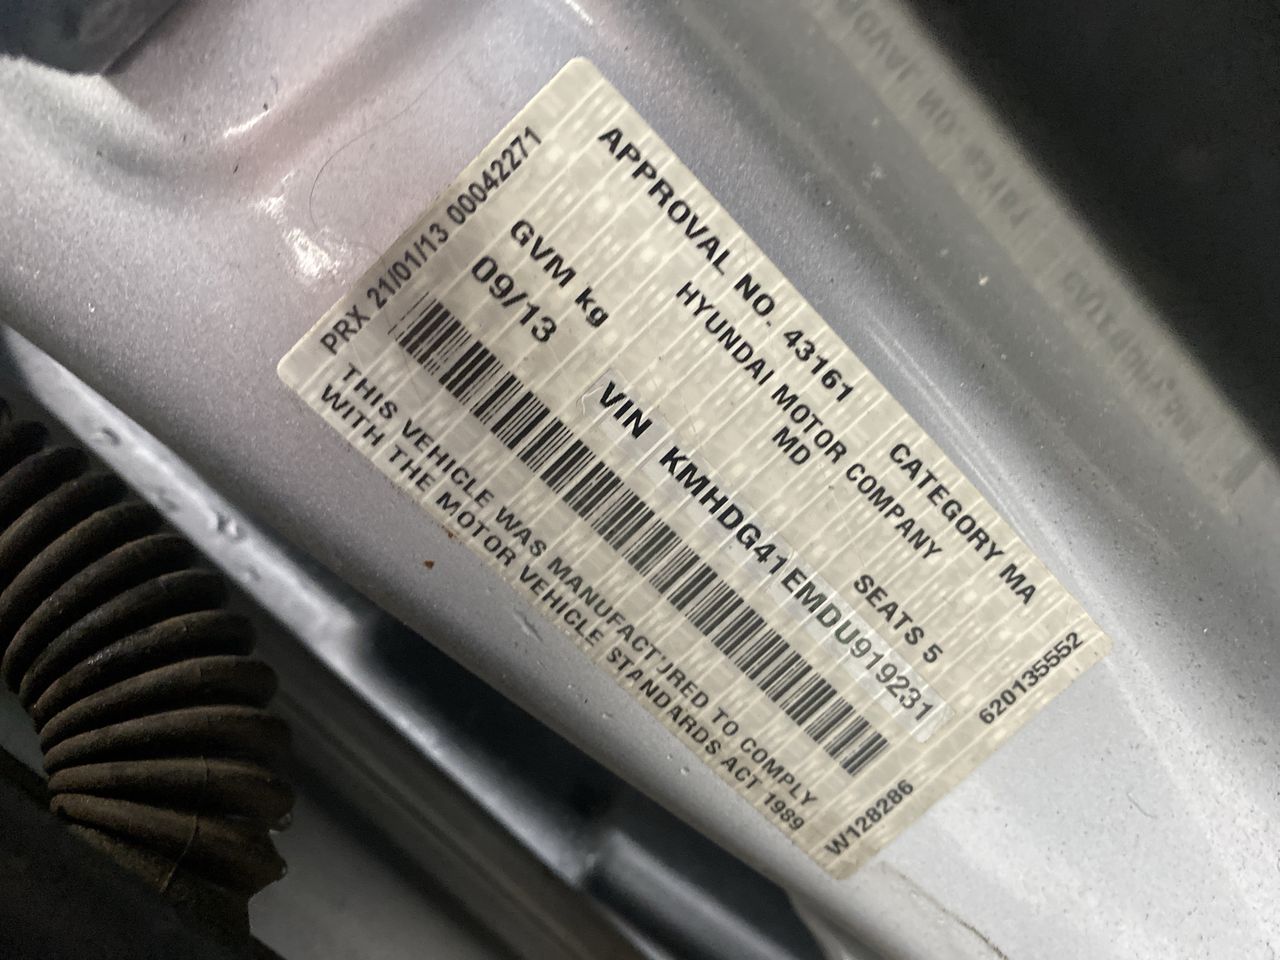 APPROVAL NO. 43161 CATEGORY MA
HYUNDAI MOTOR COMPANY
MD
GVM kg SEATS 5
09/13 VIN KMHDG41EMDU919231
THIS VEHICLE WAS MANUFACTURED TO COMPLY
WITH THE MOTOR VEHICLE STANDARDS ACT 1989
PRX 21/01/13 00042271
620135552
W128286